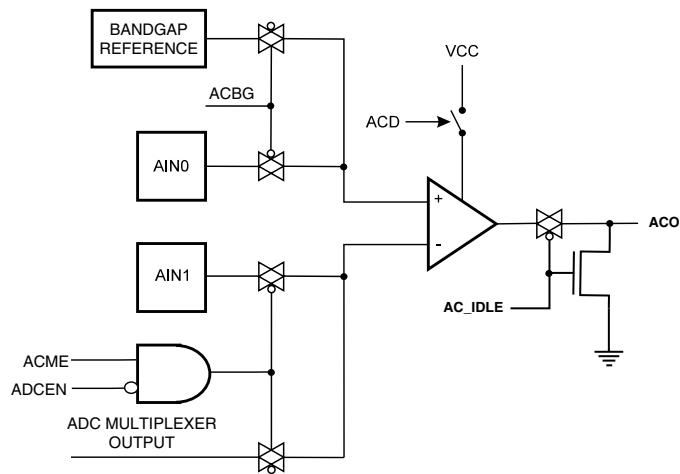 BANDGAP
REFERENCE
VCC
ACBG
ACD
AIN0
+
-
ACO
AIN1
AC_IDLE
ACME
ADCEN
ADC MULTIPLEXER
OUTPUT